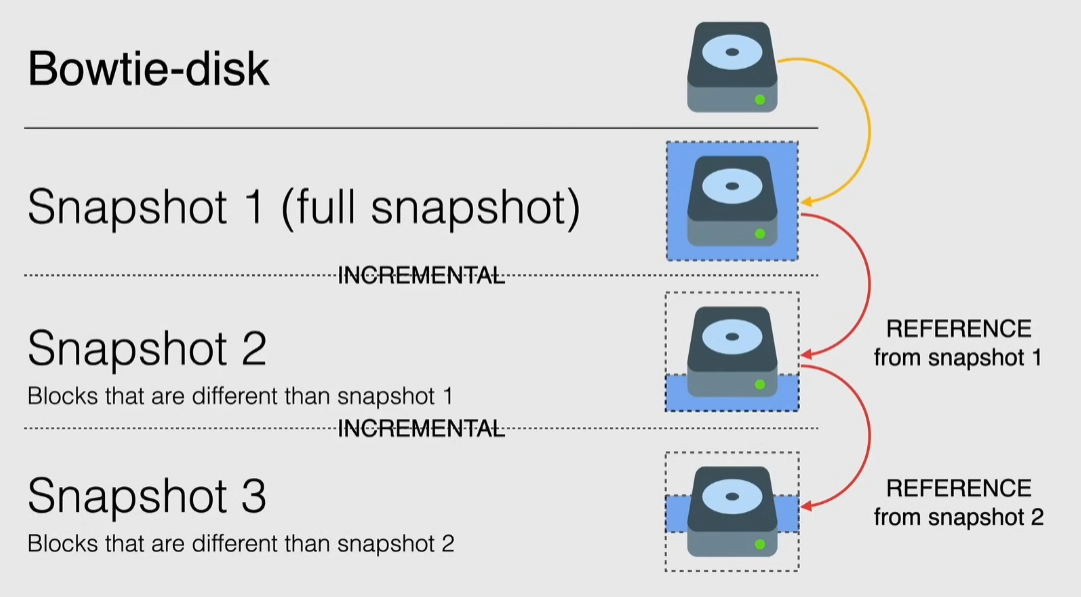 Bowtie-disk
Snapshot 1 (full snapshot)
INCREMENTAL
Snapshot 2
Blocks that are different than snapshot 1
REFERENCE
from snapshot 1
INCREMENTAL
Snapshot 3
Blocks that are different than snapshot 2
REFERENCE
from snapshot 2